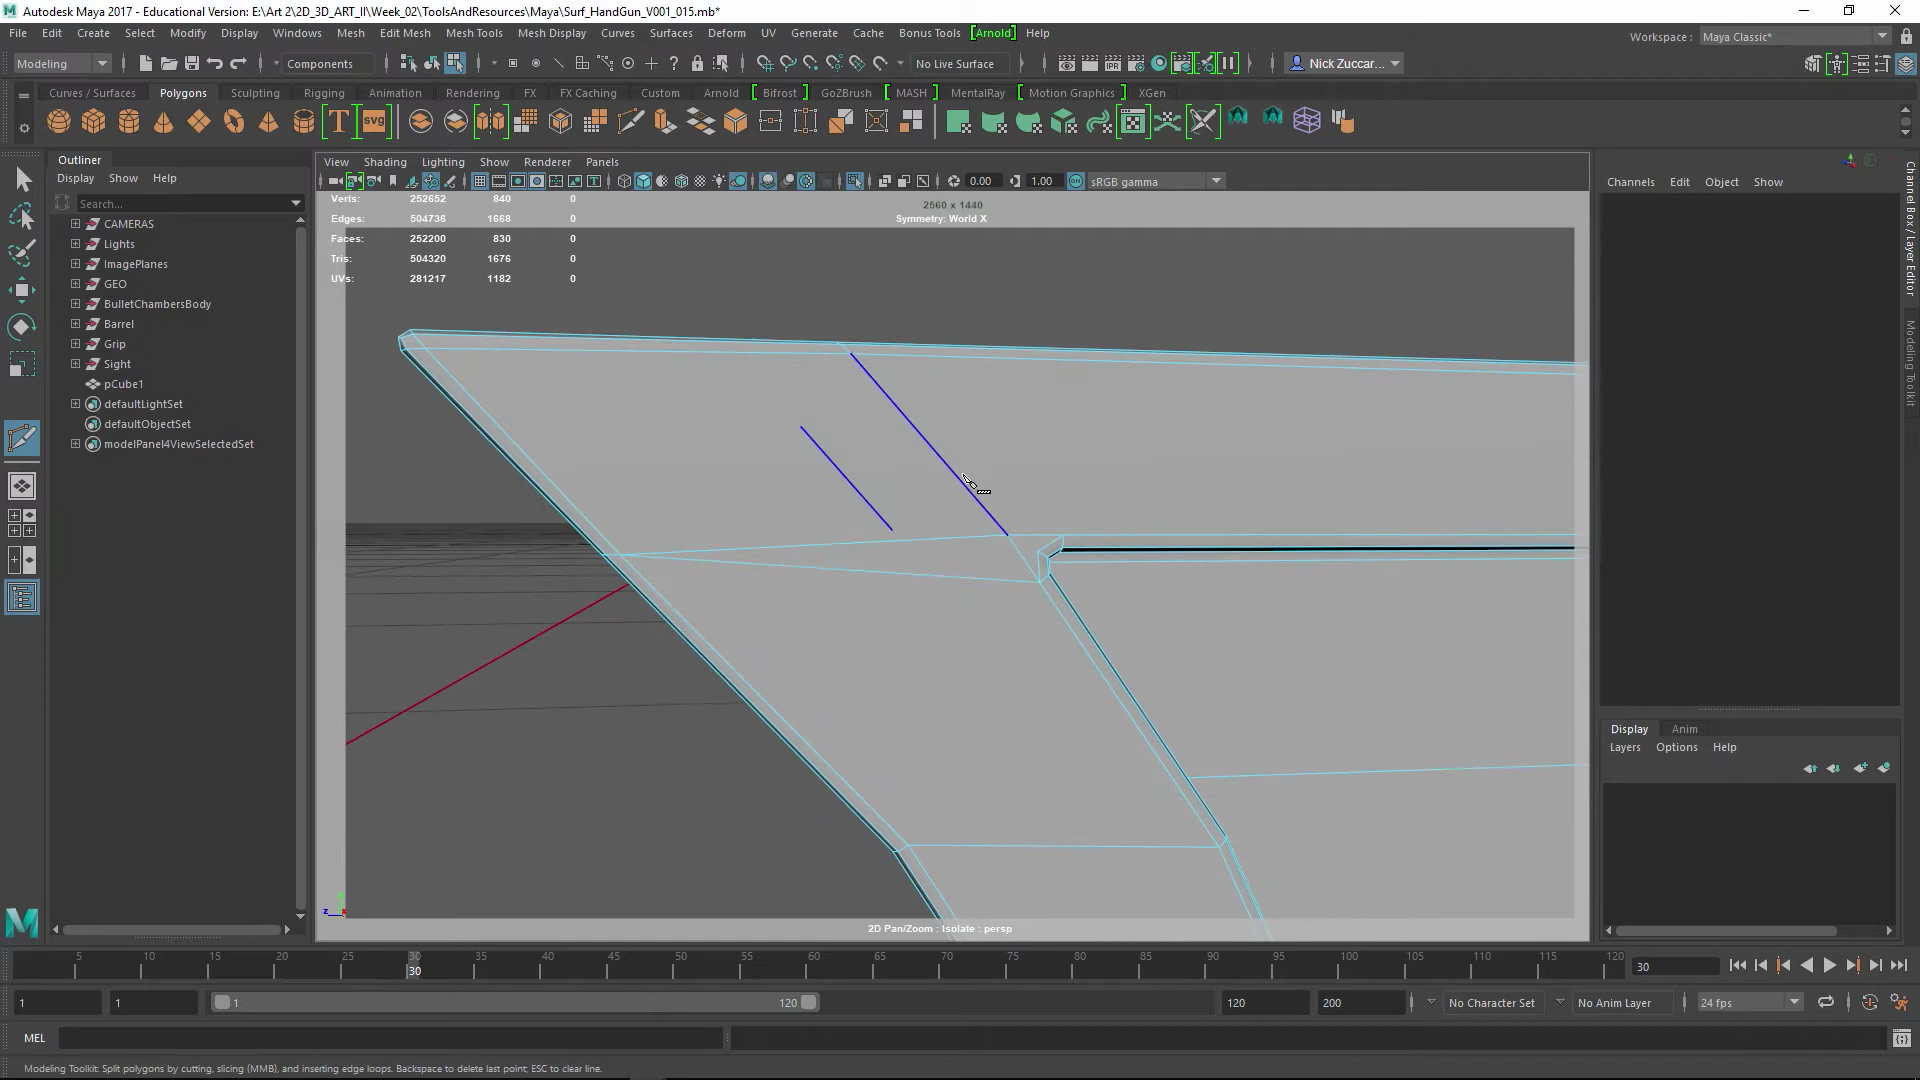 Autodesk Maya 2017 - Educational Version: E:\Art 2\2D_3D_ART_II\Week_02\ToolsAndResources\Maya\Surf_HandGun_V001_015.mb*
File Edit Create Select Modify Display Windows Mesh Edit Mesh Mesh Tools Mesh Display Curves Surfaces Deform UV Generate Cache Bonus Tools [Arnold] Help
Workspace : Maya Classic*
Modeling Components No Live Surface IPR Nick Zuccar...
Curves / Surfaces Polygons Sculpting Rigging Animation Rendering FX FX Caching Custom Arnold [ Bifrost ] GoZBrush [ MASH ] MentalRay [ Motion Graphics ] XGen
T svg
Outliner
Display Show Help
Search...
CAMERAS
Lights
ImagePlanes
GEO
BulletChambersBody
Barrel
Grip
Sight
pCube1
defaultLightSet
defaultObjectSet
modelPanel4ViewSelectedSet
View Shading Lighting Show Renderer Panels
0.00 1.00 ON sRGB gamma
Verts: 252652 840 0
Edges: 504736 1668 0
Faces: 252200 830 0
Tris: 504320 1676 0
UVs: 281217 1182 0
2560 x 1440
Symmetry: World X
z x
2D Pan/Zoom : Isolate : persp
Channels Edit Object Show
Channel Box / Layer Editor
Modeling Toolkit
Display Anim
Layers Options Help
5 10 15 20 25 30 35 40 45 50 55 60 65 70 75 80 85 90 95 100 105 110 115 120
30
30
1 1 1 120 120 200 No Character Set No Anim Layer 24 fps
MEL
Modeling Toolkit: Split polygons by cutting, slicing (MMB), and inserting edge loops. Backspace to delete last point; ESC to clear line.